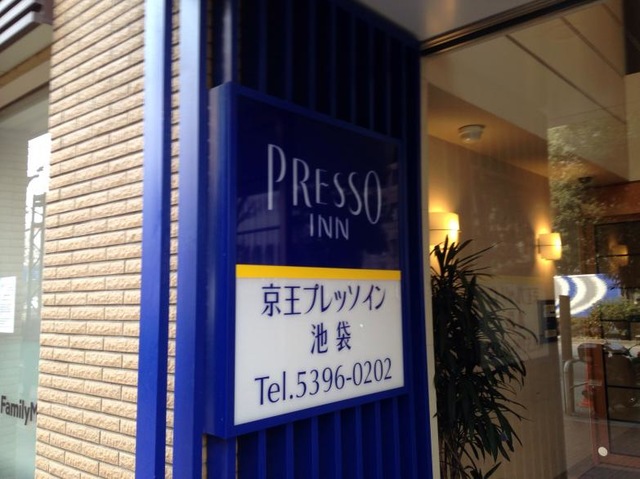 PRESSO
INN
京王プレッソイン
池袋
Tel.5396-0202
FamilyM